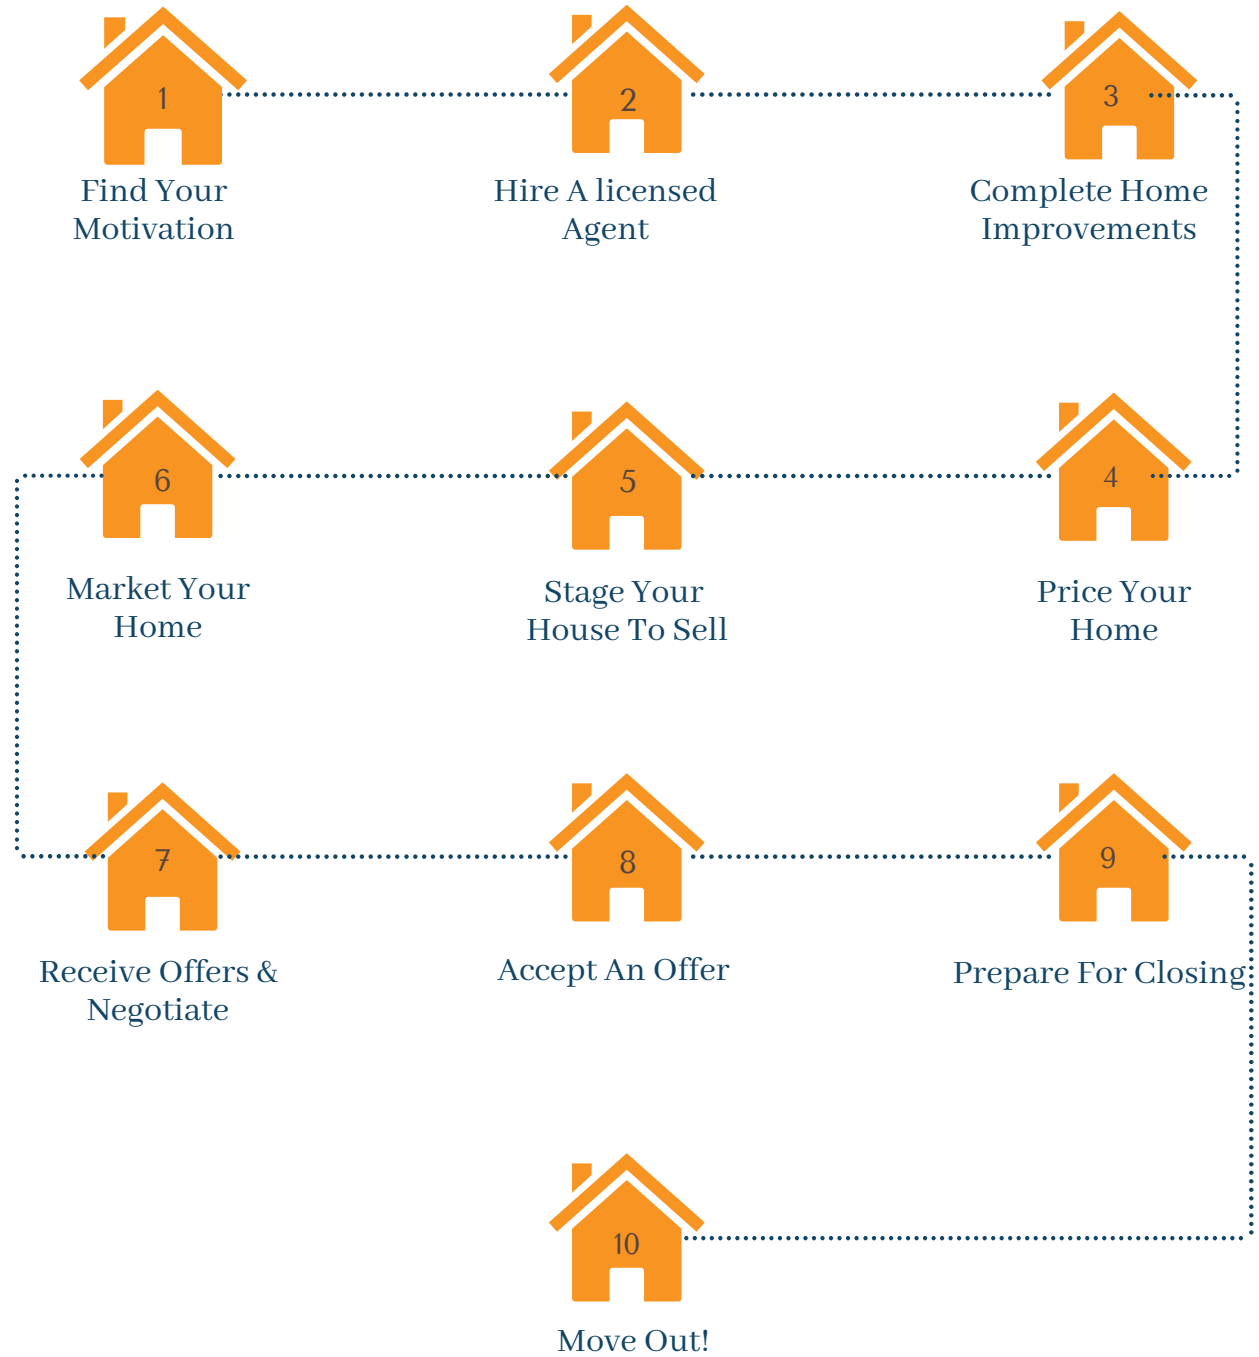 1
Find Your
Motivation
2
Hire A licensed
Agent
3
Complete Home
Improvements
4
Price Your
Home
5
Stage Your
House To Sell
6
Market Your
Home
7
Receive Offers &
Negotiate
8
Accept An Offer
9
Prepare For Closing
10
Move Out!